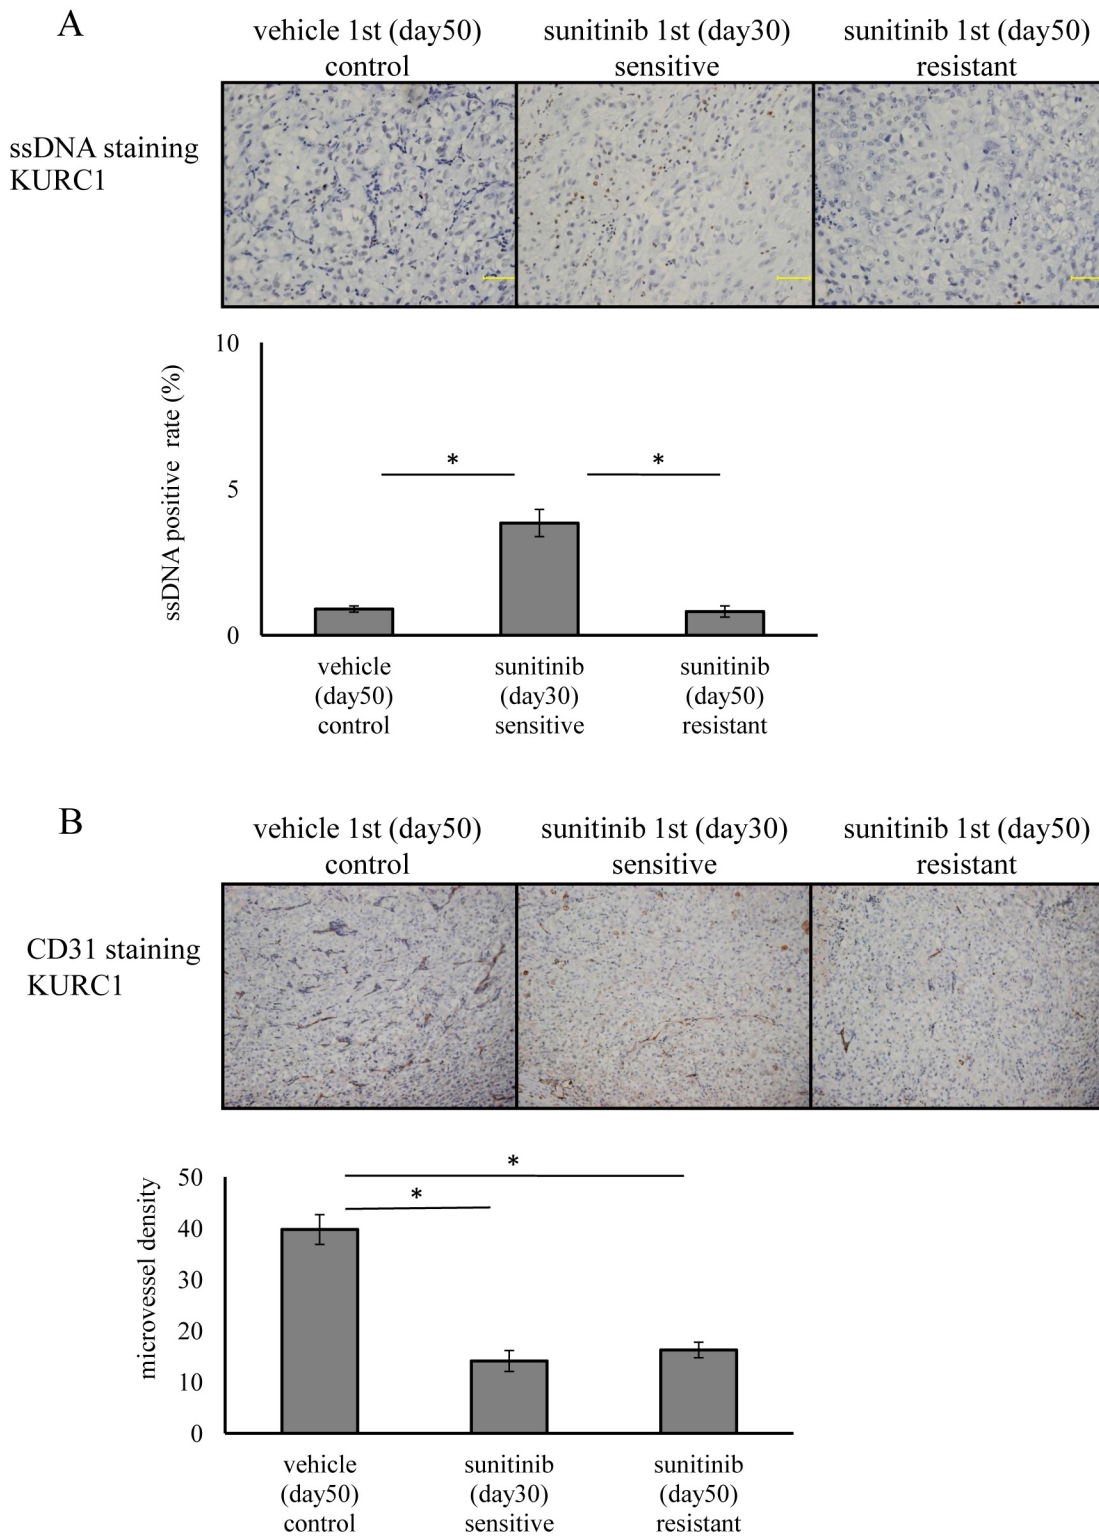 A
vehicle 1st (day50)
control
sunitinib 1st (day30)
sensitive
sunitinib 1st (day50)
resistant
ssDNA staining
KURC1
10
5
0
ssDNA positive rate (%)
*
*
vehicle
(day50)
control
sunitinib
(day30)
sensitive
sunitinib
(day50)
resistant
B
vehicle 1st (day50)
control
sunitinib 1st (day30)
sensitive
sunitinib 1st (day50)
resistant
CD31 staining
KURC1
50
40
30
20
10
0
microvessel density
*
*
vehicle
(day50)
control
sunitinib
(day30)
sensitive
sunitinib
(day50)
resistant